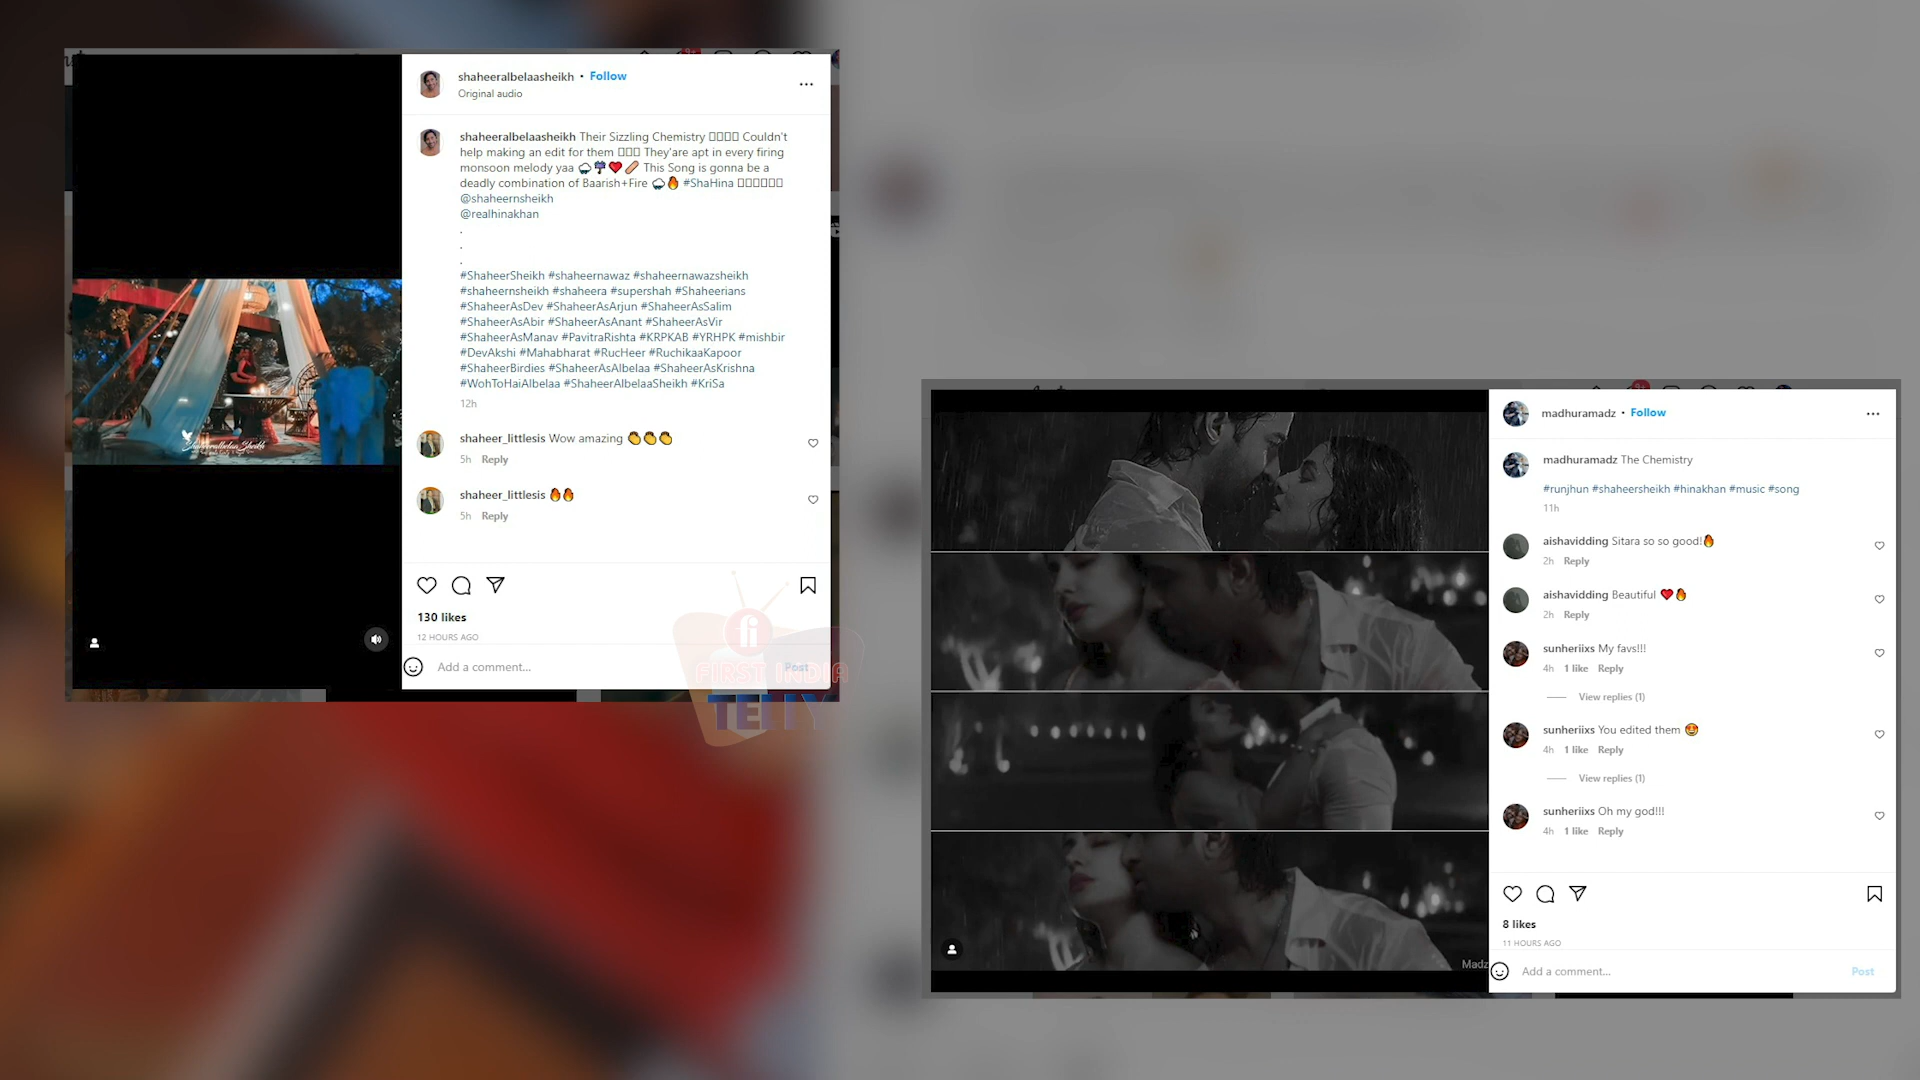 shaheeralbelaasheikh • Follow
Original audio
shaheeralbelaasheikh Their Sizzling Chemistry Couldn't
help making an edit for them They'are apt in every firing
monsoon melody yaa 🌧️🎐❤️🩹 This Song is gonna be a
deadly combination of Baarish+Fire 🌧️🔥 #ShaHina
@shaheernsheikh
@realhinakhan
.
.
.
#ShaheerSheikh #shaheernawaz #shaheernawazsheikh
#shaheernsheikh #shaheera #supershah #Shaheerians
#ShaheerAsDev #ShaheerAsArjun #ShaheerAsSalim
#ShaheerAsAbir #ShaheerAsAnant #ShaheerAsVir
#ShaheerAsManav #PavitraRishta #KRPKAB #YRHPK #mishbir
#DevAkshi #Mahabharat #RucHeer #RuchikaaKapoor
#ShaheerBirdies #ShaheerAsAlbelaa #ShaheerAsKrishna
#WohToHaiAlbelaa #ShaheerAlbelaaSheikh #KriSa
12h
shaheer_littlesis Wow amazing 👏👏👏
5h Reply
shaheer_littlesis 🔥🔥
5h Reply
130 likes
12 HOURS AGO
Add a comment...
Post
fi
FIRST INDIA
TELLY
madhuramadz • Follow
madhuramadz The Chemistry
#runjhun #shaheersheikh #hinakhan #music #song
11h
aishavidding Sitara so so good!🔥
2h Reply
aishavidding Beautiful ❤️🔥
2h Reply
sunheriixs My favs!!!
4h 1 like Reply
View replies (1)
sunheriixs You edited them 😍
4h 1 like Reply
View replies (1)
sunheriixs Oh my god!!!
4h 1 like Reply
8 likes
11 HOURS AGO
Madz
Add a comment...
Post